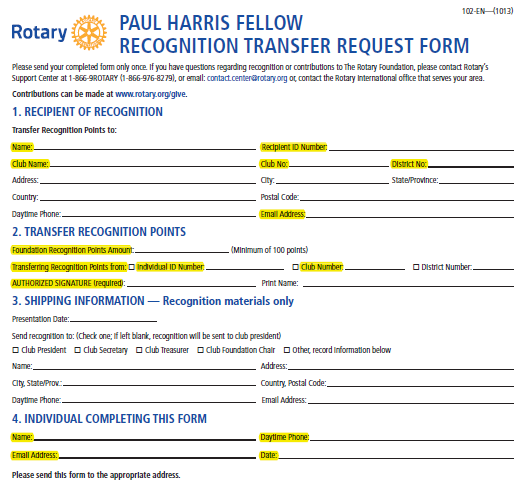 102-EN—(1013)
Rotary
PAUL HARRIS FELLOW
RECOGNITION TRANSFER REQUEST FORM
Please send your completed form only once. If you have questions regarding recognition or contributions to The Rotary Foundation, please contact Rotary's
Support Center at 1-866-9ROTARY (1-866-976-8279), or email: contact.center@rotary.org or, contact the Rotary International office that serves your area.
Contributions can be made at www.rotary.org/give.
1. RECIPIENT OF RECOGNITION
Transfer Recognition Points to:
Name: Recipient ID Number:
Club Name: Club No: District No:
Address: City: State/Province:
Country: Postal Code:
Daytime Phone: Email Address:
2. TRANSFER RECOGNITION POINTS
Foundation Recognition Points Amount: (Minimum of 100 points)
Transferring Recognition Points from: ☐ Individual ID Number: ☐ Club Number: ☐ District Number:
AUTHORIZED SIGNATURE (required): Print Name:
3. SHIPPING INFORMATION — Recognition materials only
Presentation Date:
Send recognition to: (Check one; if left blank, recognition will be sent to club president)
☐ Club President ☐ Club Secretary ☐ Club Treasurer ☐ Club Foundation Chair ☐ Other, record information below
Name: Address:
City, State/Prov.: Country, Postal Code:
Daytime Phone: Email Address:
4. INDIVIDUAL COMPLETING THIS FORM
Name: Daytime Phone:
Email Address: Date:
Please send this form to the appropriate address.